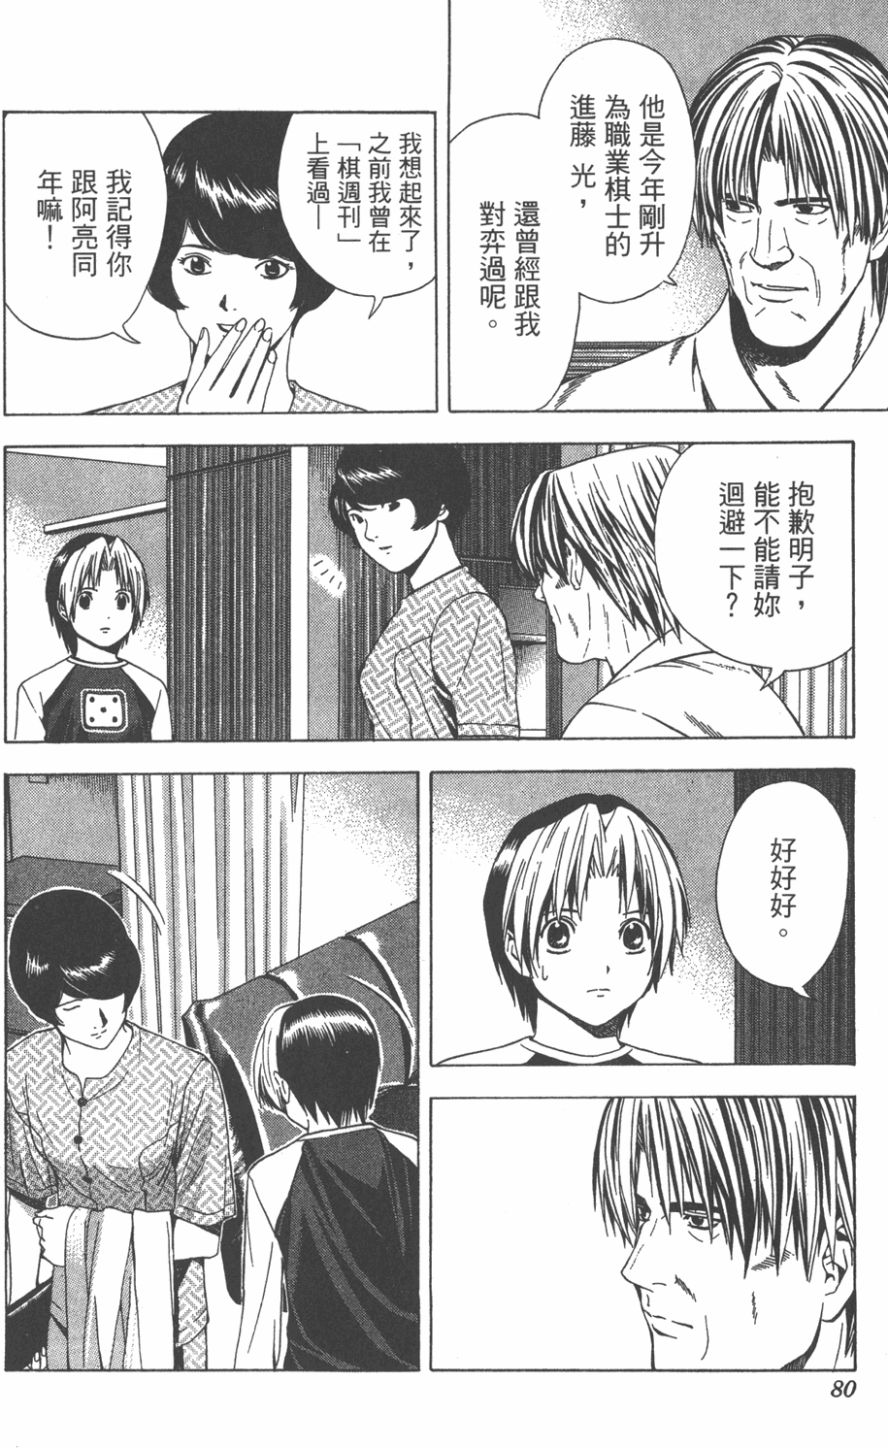 他是今年剛升
為職業棋士的
進藤 光，
還曾經跟我
對弈過呢。
我想起來了，
之前我曾在
「棋週刊」
上看過—
我記得你
跟阿亮同
年嘛！
抱歉明子，
能不能請妳
迴避一下？
好好好。
80